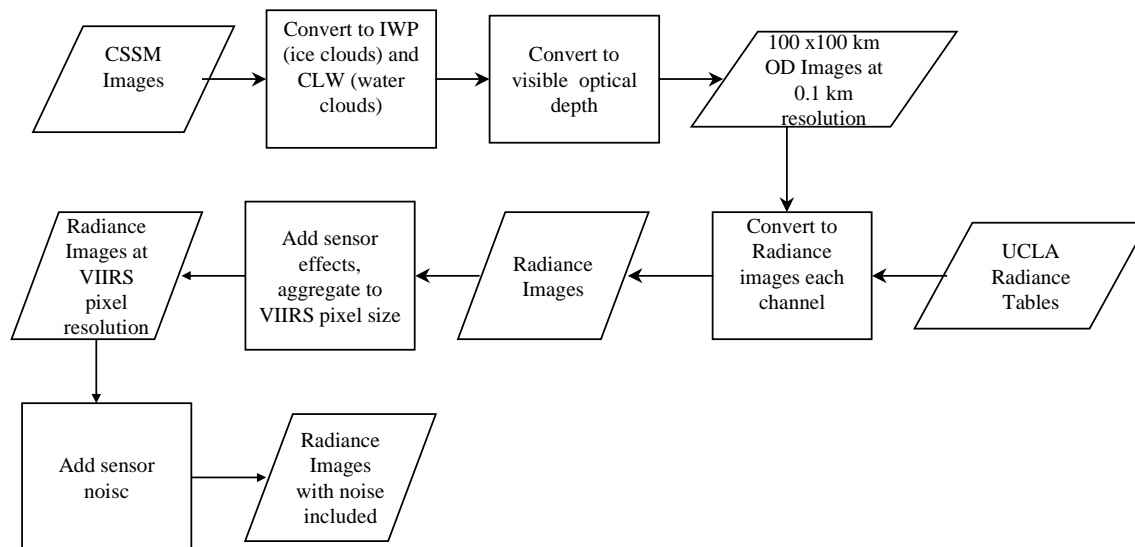 CSSM
Images
Convert to IWP
(ice clouds) and
CLW (water
clouds)
Convert to
visible optical
depth
100 x100 km
OD Images at
0.1 km
resolution
Radiance
Images at
VIIRS
pixel
resolution
Add sensor
effects,
aggregate to
VIIRS pixel size
Radiance
Images
Convert to
Radiance
images each
channel
UCLA
Radiance
Tables
Add sensor
noisc
Radiance
Images
with noise
included